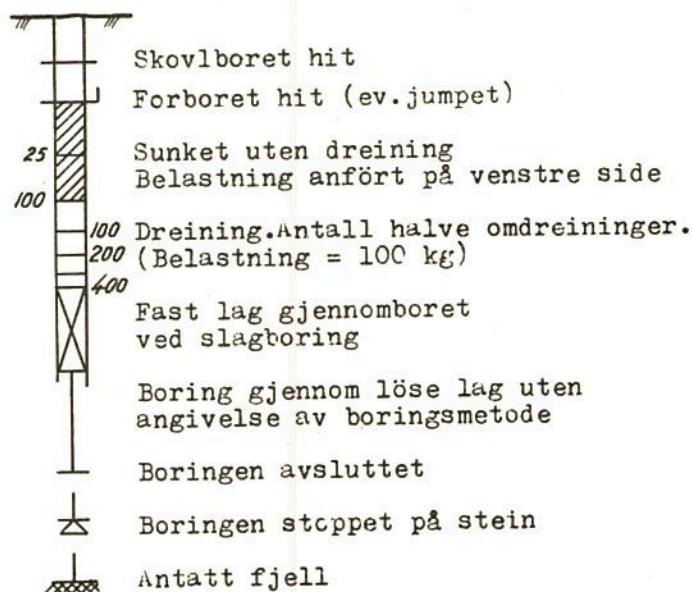 Skovlboret hit
Forboret hit (ev.jumpet)
25 Sunket uten dreining
Belastning anfört på venstre side
100
100 Dreining.Antall halve omdreininger.
200 (Belastning = 100 kg)
400
Fast lag gjennomboret
ved slagboring
Boring gjennom löse lag uten
angivelse av boringsmetode
Boringen avsluttet
Boringen stoppet på stein
Antatt fjell